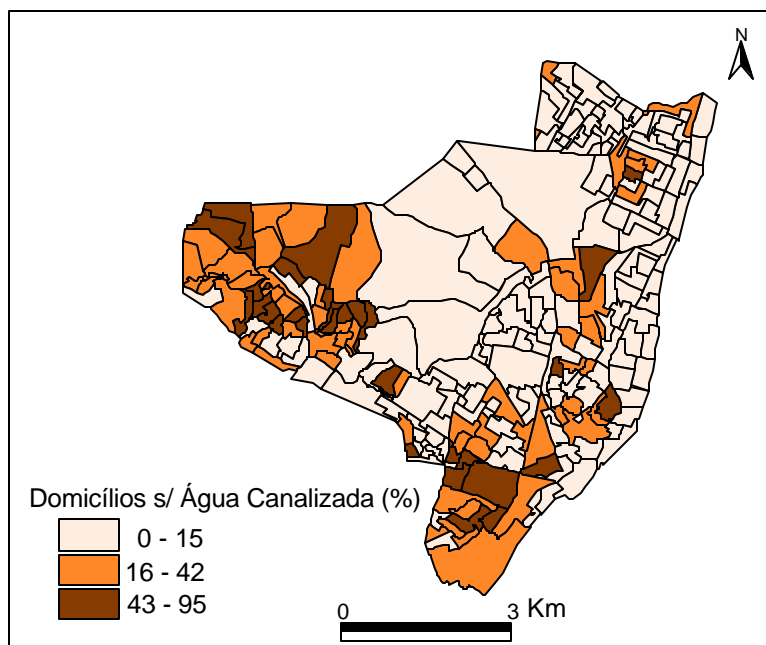 N
Domicílios s/ Água Canalizada (%)
0 - 15
16 - 42
43 - 95
0 3 Km